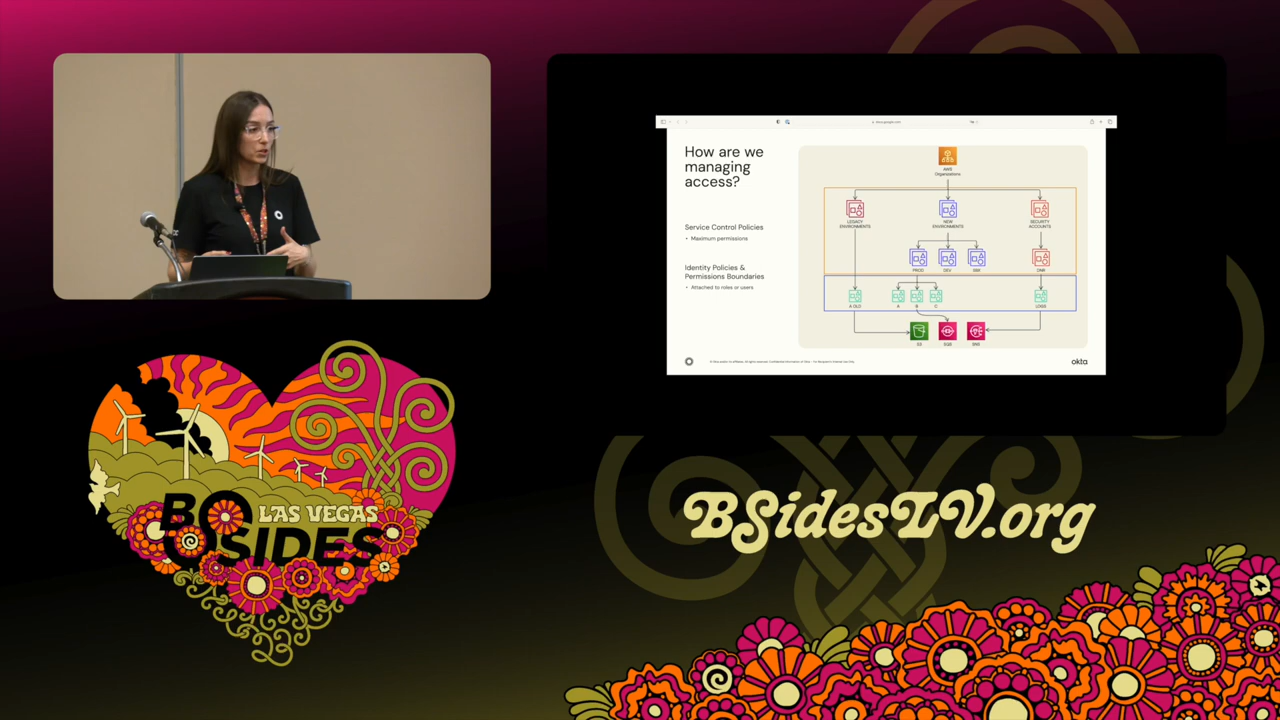 How are we
managing
access?
Service Control Policies
• Maximum permissions
Identity Policies &
Permissions Boundaries
• Attached to roles or users
AWS
Organizations
LEGACY
ENVIRONMENTS
NEW
ENVIRONMENTS
SECURITY
ACCOUNTS
PROD
DEV
A OLD
A
B
C
LOGS
S3
SQS
SNS
okta
BSIDES
LAS VEGAS
BSidesLV.org